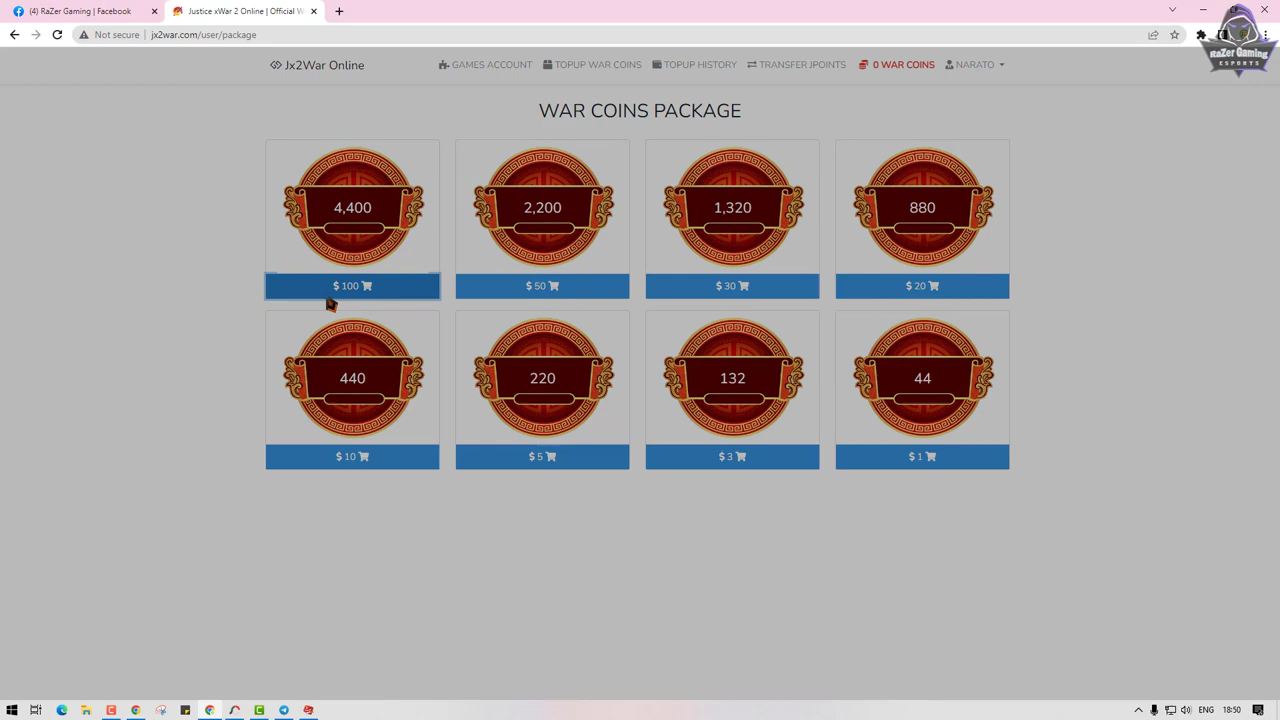 (4) RaZer Gaming | Facebook
Justice xWar 2 Online | Official W
Not secure
jx2war.com/user/package
RaZer Gaming
ESPORTS
Jx2War Online
GAMES ACCOUNT
TOPUP WAR COINS
TOPUP HISTORY
TRANSFER JPOINTS
0 WAR COINS
NARATO
WAR COINS PACKAGE
4,400
2,200
1,320
880
$ 100
$ 50
$ 30
$ 20
440
220
132
44
$ 10
$ 5
$ 3
$ 1
ENG
18:50